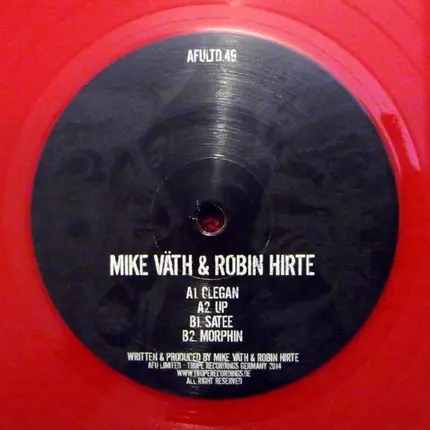 AFULTD.49
MIKE VÄTH & ROBIN HIRTE
A1. CLEGAN
A2. UP
B1. SATEE
B2. MORPHIN
WRITTEN & PRODUCED BY MIKE VÄTH & ROBIN HIRTE
AFU LIMITED - TROPE RECORDINGS GERMANY 2014
WWW.TROPERECORDINGS.DE
ALL RIGHT RESERVED